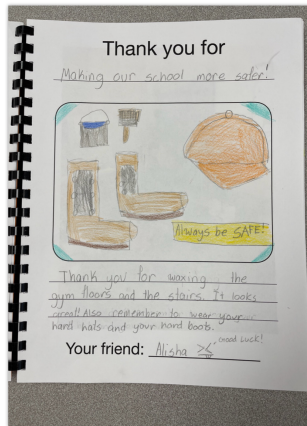 Thank you for
Making our school more safer!
Always be SAFE!
Thank you for waxing the
gym floors and the stairs. It looks
great! Also remember to wear your
hard hats and your hard boots.
Good Luck!
Your friend: Alisha